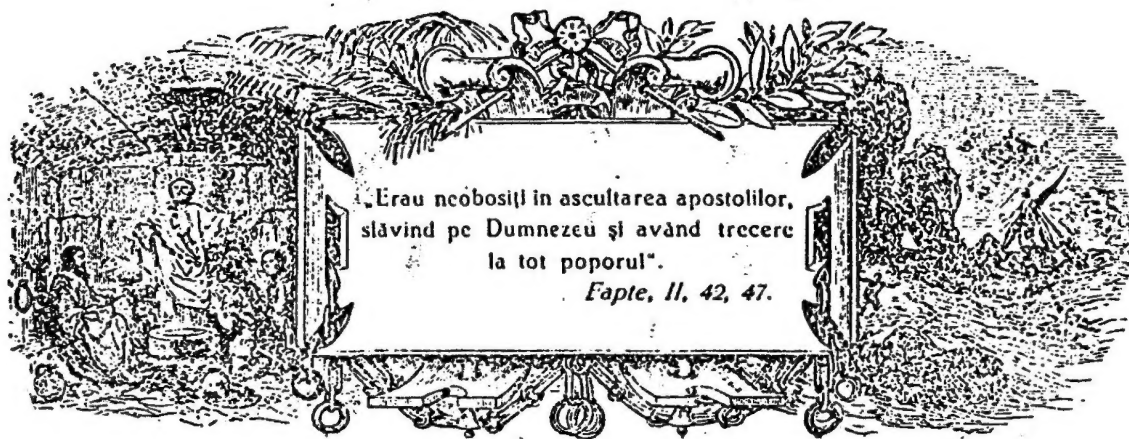 „Erau neobosiți în ascultarea apostolilor,
slăvind pe Dumnezeu și având trecere
la tot poporul“.
Fapte, II, 42, 47.